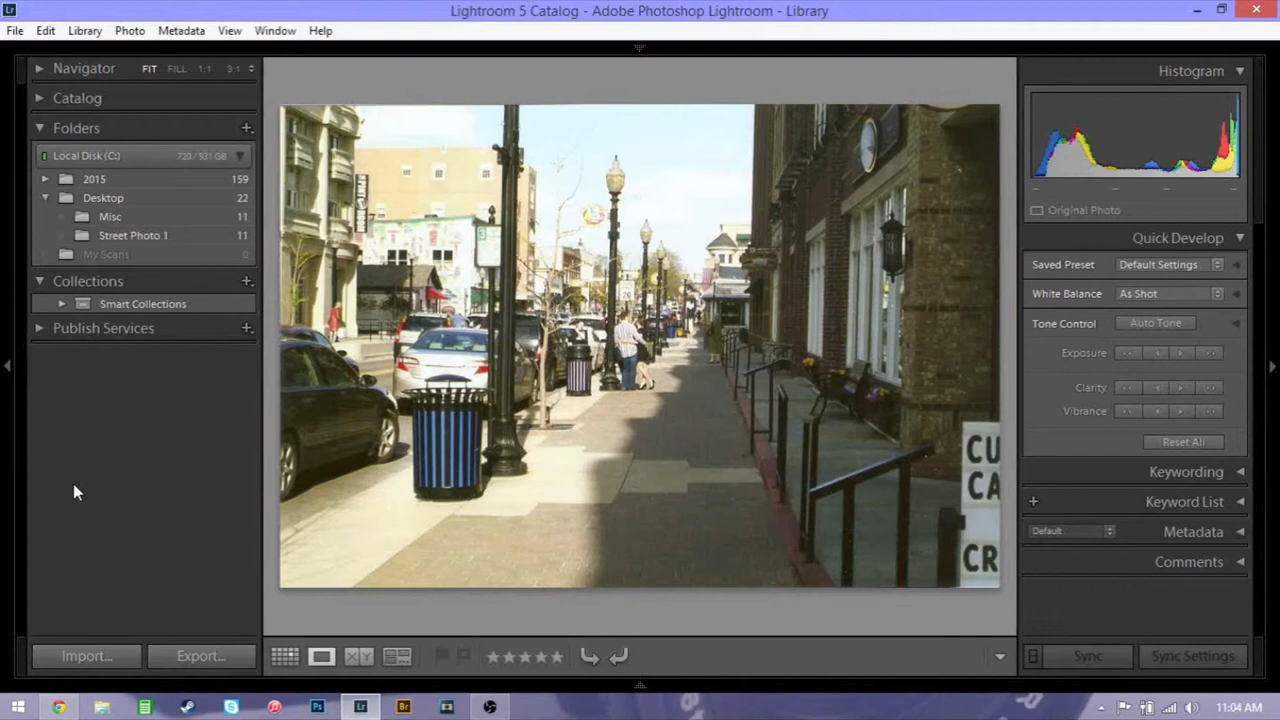 Lightroom 5 Catalog - Adobe Photoshop Lightroom - Library
File Edit Library Photo Metadata View Window Help
Navigator FIT FILL 1:1 3:1
Catalog
Folders
Local Disk (C:) 720 / 931 GB
2015 159
Desktop 22
Misc 11
Street Photo 1 11
My Scans 0
Collections
Smart Collections
Publish Services
Import... Export...
CU
CA
CR
Histogram
Original Photo
Quick Develop
Saved Preset Default Settings
White Balance As Shot
Tone Control Auto Tone
Exposure
Clarity
Vibrance
Reset All
Keywording
Keyword List
Default Metadata
Comments
Sync Sync Settings
Ps Lr Br
11:04 AM